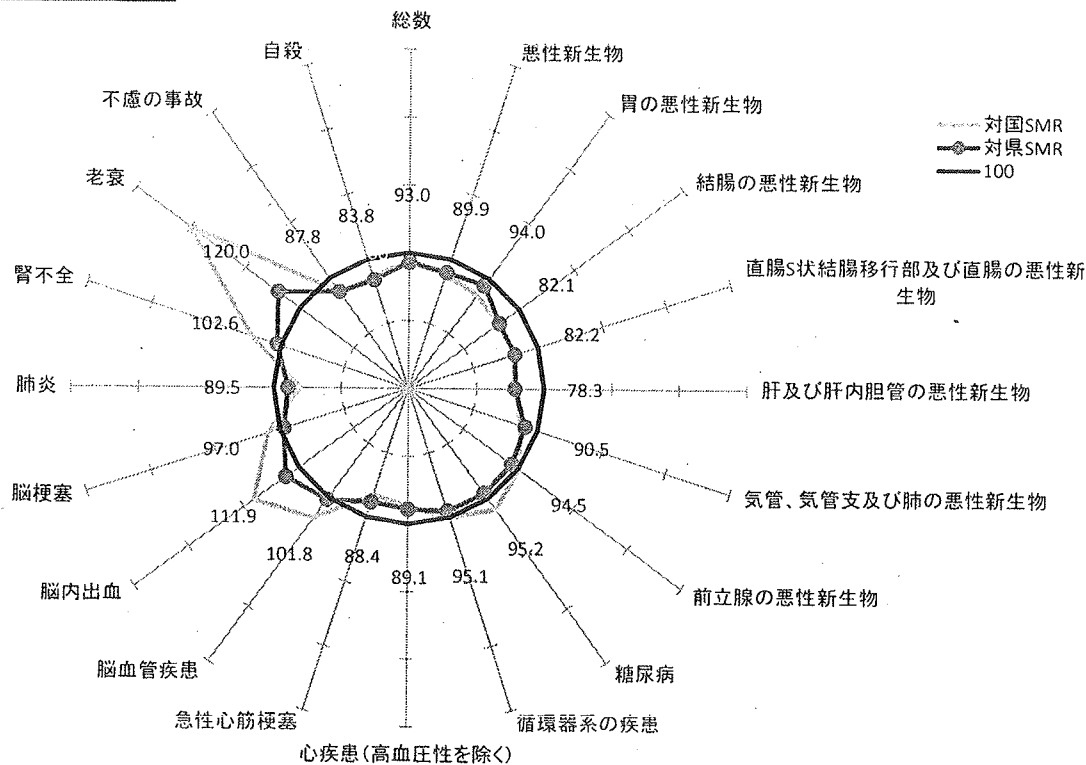 総数
自殺
悪性新生物
不慮の事故
胃の悪性新生物
対国SMR
対県SMR
100
老衰
結腸の悪性新生物
93.0
83.8
89.9
87.8
94.0
120.0
82.1
直腸S状結腸移行部及び直腸の悪性新
生物
腎不全
102.6
82.2
肺炎
89.5
78.3
肝及び肝内胆管の悪性新生物
97.0
90.5
脳梗塞
気管、気管支及び肺の悪性新生物
111.9
94.5
脳内出血
前立腺の悪性新生物
101.8
88.4
89.1
95.1
95.2
脳血管疾患
糖尿病
急性心筋梗塞
循環器系の疾患
心疾患(高血圧性を除く)